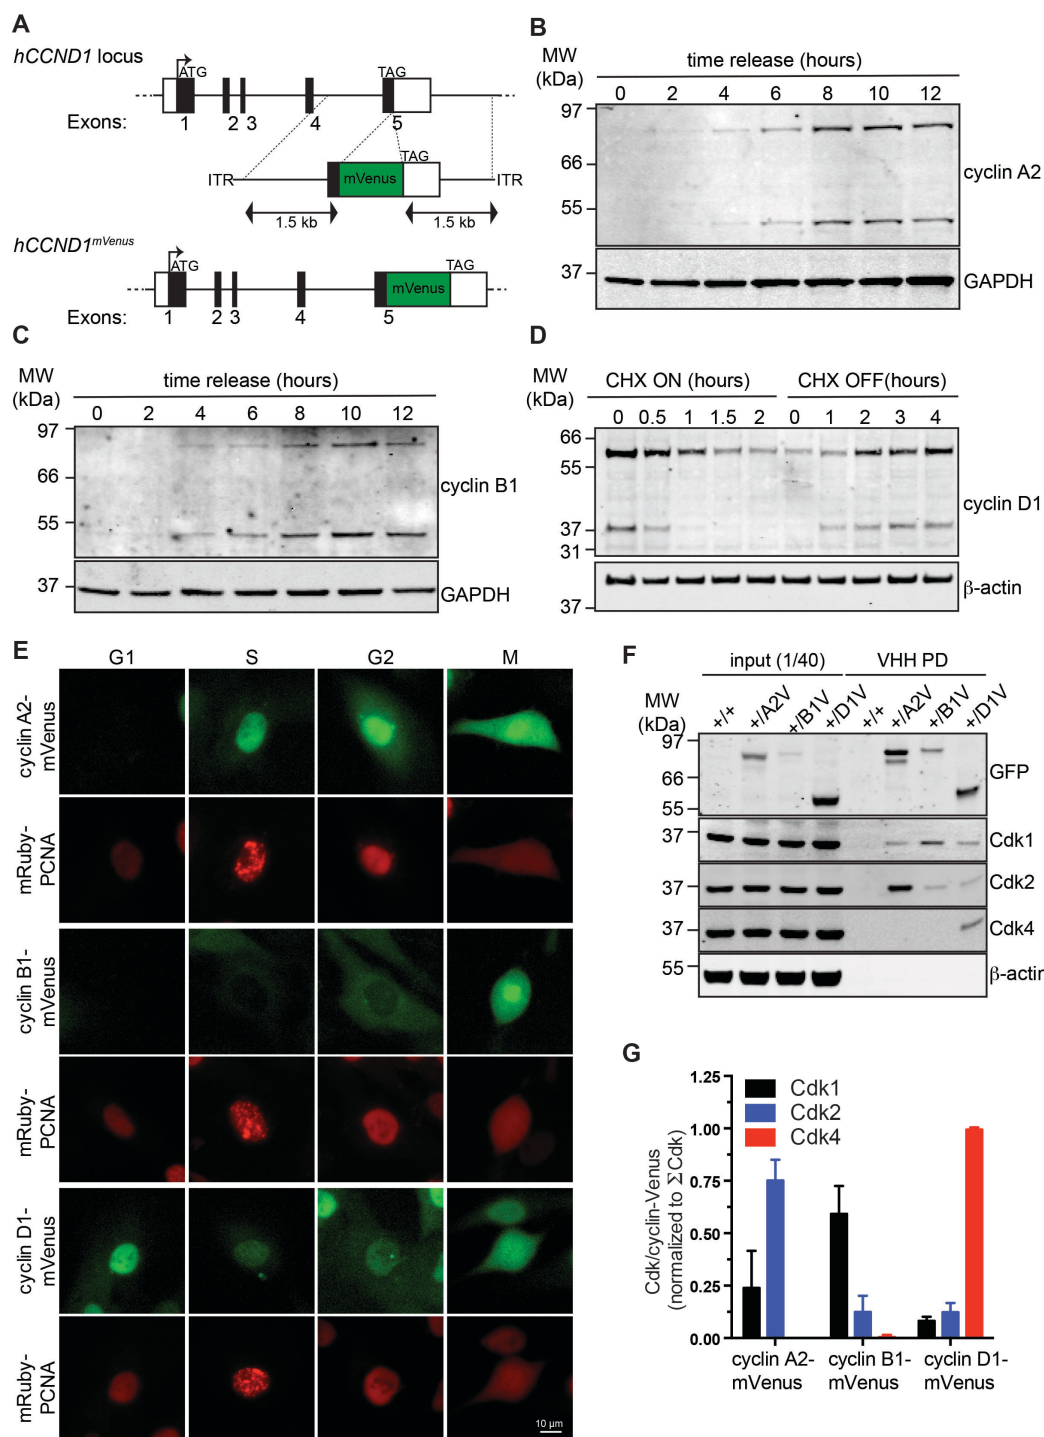 A
hCCND1 locus
ATG
TAG
Exons:
1 2 3 4 5
TAG
ITR
mVenus
ITR
1.5 kb
1.5 kb
hCCND1mVenus
ATG
TAG
mVenus
Exons:
1 2 3 4 5
B
MW
(kDa)
time release (hours)
0 2 4 6 8 10 12
97
66
cyclin A2
55
37
GAPDH
C
MW
(kDa)
time release (hours)
0 2 4 6 8 10 12
97
66
cyclin B1
55
37
GAPDH
D
MW
(kDa)
CHX ON (hours)
CHX OFF(hours)
0 0.5 1 1.5 2 0 1 2 3 4
66
55
cyclin D1
37
31
β-actin
37
E
G1 S G2 M
cyclin A2-
mVenus
mRuby-
PCNA
cyclin B1-
mVenus
mRuby-
PCNA
cyclin D1-
mVenus
mRuby-
PCNA
10 μm
F
input (1/40)
VHH PD
MW
(kDa)
+/+ +/A2V +/B1V +/D1V +/+ +/A2V +/B1V +/D1V
97
66
GFP
55
37
Cdk1
37
Cdk2
37
Cdk4
55
β-actin
G
Cdk/cyclin-Venus
(normalized to ΣCdk)
1.25
1.00
0.75
0.50
0.25
0.00
Cdk1
Cdk2
Cdk4
cyclin A2-
mVenus
cyclin B1-
mVenus
cyclin D1-
mVenus